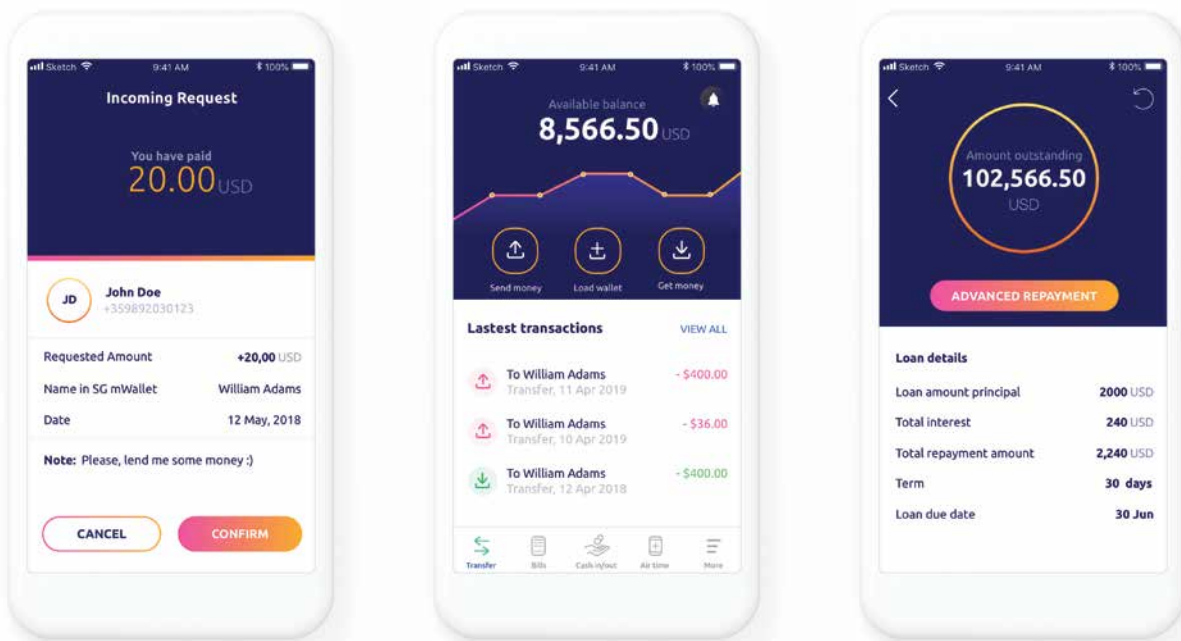 Sketch 9:41 AM 100%
Incoming Request
You have paid
20.00 USD
JD
John Doe
+359892030123
Requested Amount +20,00 USD
Name in SG mWallet William Adams
Date 12 May, 2018
Note: Please, lend me some money :)
CANCEL CONFIRM
Sketch 9:41 AM 100%
Available balance
8,566.50 USD
Send money Load wallet Get money
Lastest transactions VIEW ALL
To William Adams - $400.00
Transfer, 11 Apr 2019
To William Adams - $36.00
Transfer, 10 Apr 2019
To William Adams - $400.00
Transfer, 12 Apr 2018
Transfer Bills Cash in/out Air time More
Sketch 9:41 AM 100%
Amount outstanding
102,566.50
USD
ADVANCED REPAYMENT
Loan details
Loan amount principal 2000 USD
Total interest 240 USD
Total repayment amount 2,240 USD
Term 30 days
Loan due date 30 Jun